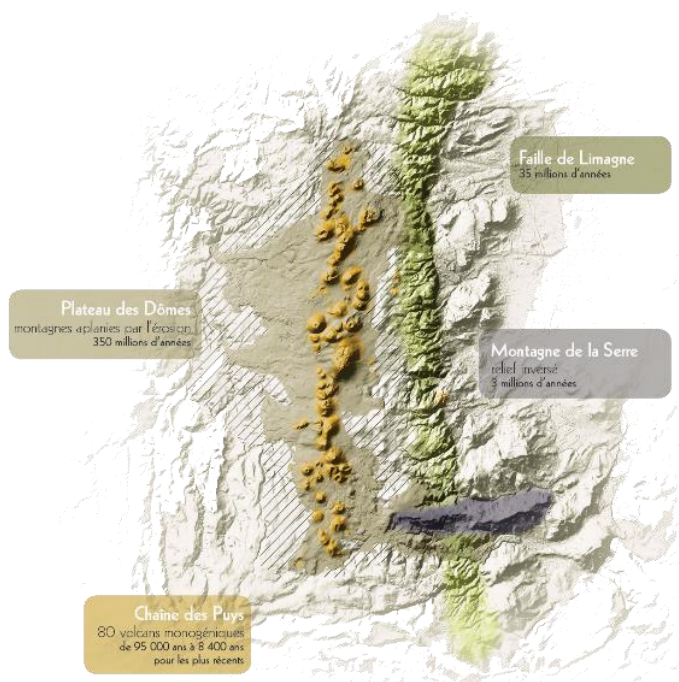 Faille de Limagne
35 millions d'années
Plateau des Dômes
montagnes aplanies par l'érosion
350 millions d'années
Montagne de la Serre
relief inversé
3 millions d'années
Chaîne des Puys
80 volcans monogéniques
de 95 000 ans à 8 400 ans
pour les plus récents